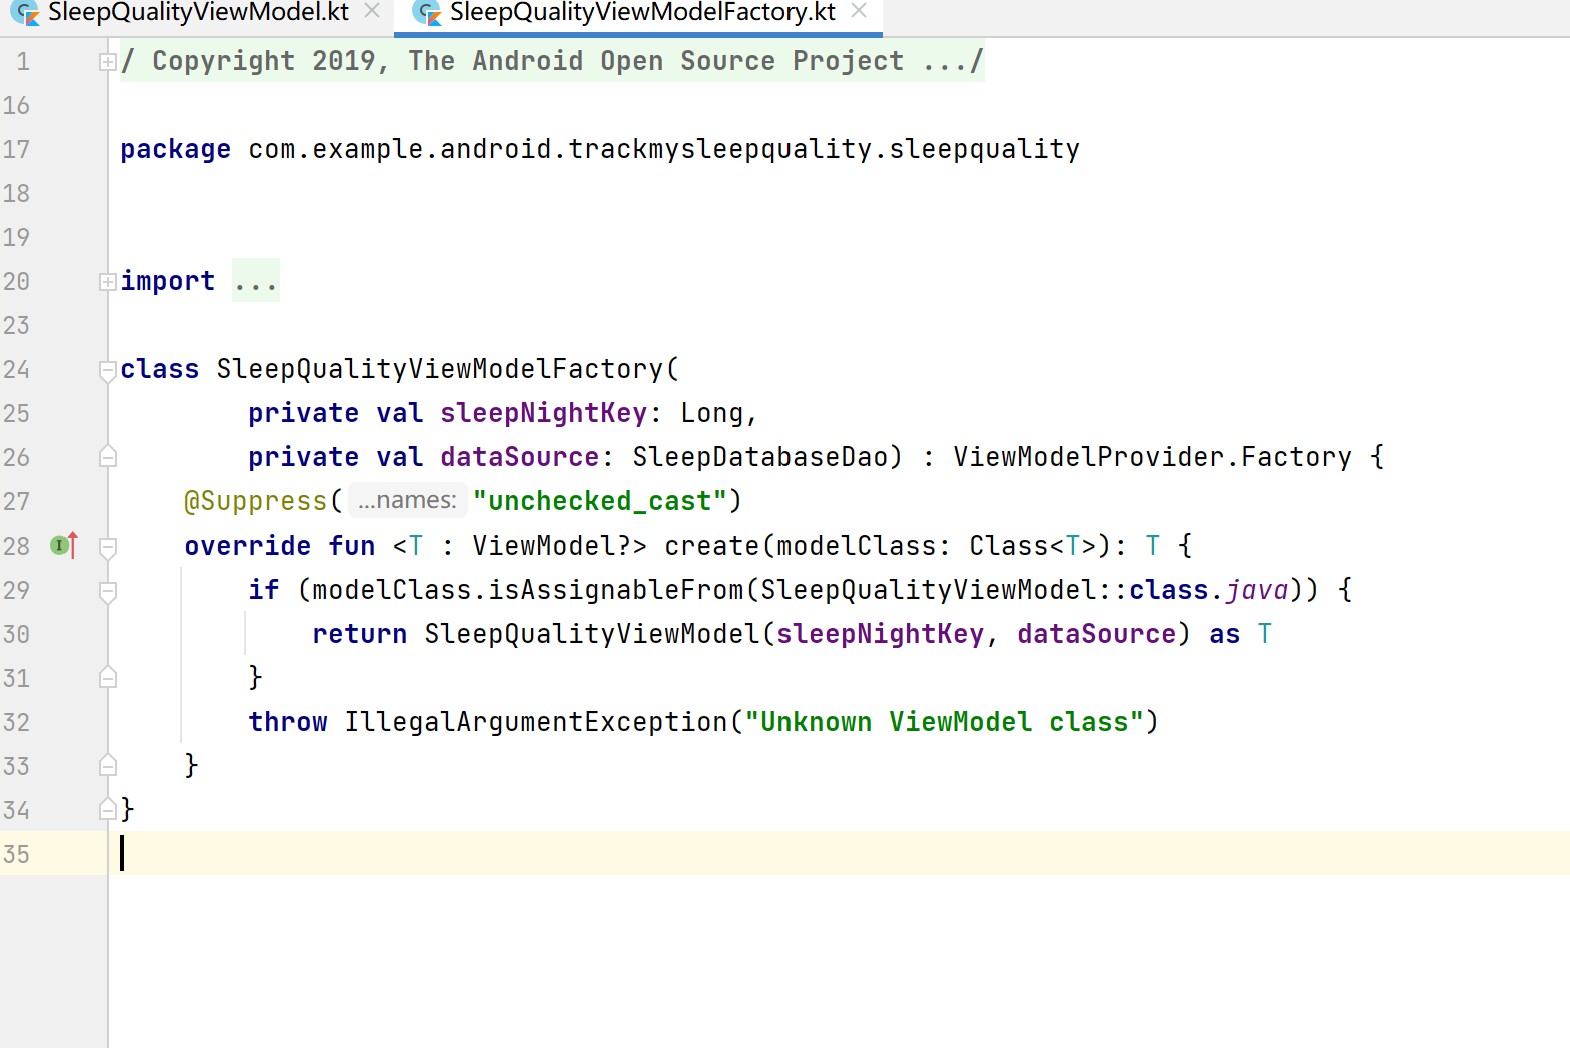 SleepQualityViewModel.kt × SleepQualityViewModelFactory.kt ×
1 / Copyright 2019, The Android Open Source Project .../
16
17 package com.example.android.trackmysleepquality.sleepquality
18
19
20 import ...
23
24 class SleepQualityViewModelFactory(
25 private val sleepNightKey: Long,
26 private val dataSource: SleepDatabaseDao) : ViewModelProvider.Factory {
27 @Suppress( ...names: "unchecked_cast")
28 override fun <T : ViewModel?> create(modelClass: Class<T>): T {
29 if (modelClass.isAssignableFrom(SleepQualityViewModel::class.java)) {
30 return SleepQualityViewModel(sleepNightKey, dataSource) as T
31 }
32 throw IllegalArgumentException("Unknown ViewModel class")
33 }
34 }
35